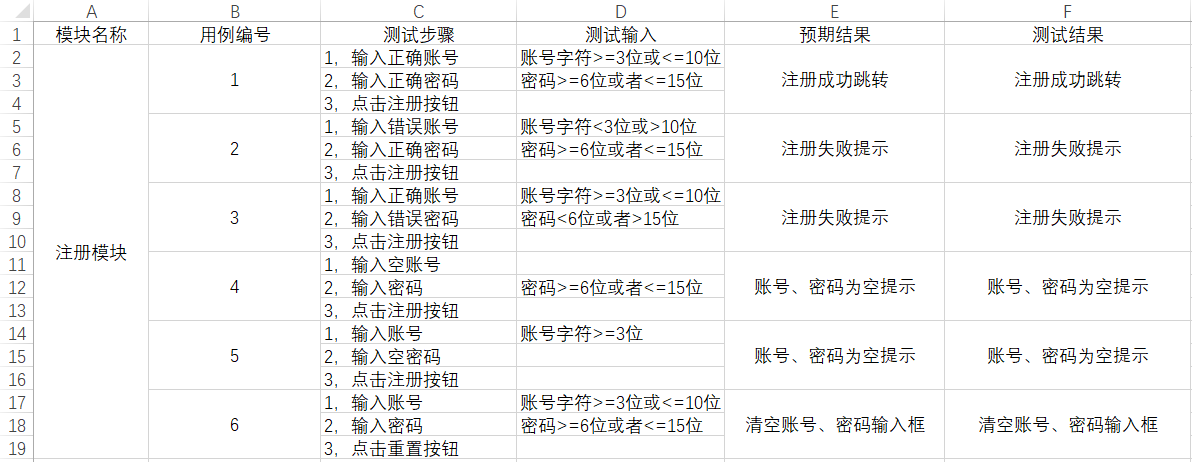 A B C D E F
1 模块名称 用例编号 测试步骤 测试输入 预期结果 测试结果
2 1，输入正确账号 账号字符>=3位或<=10位
3 1 2，输入正确密码 密码>=6位或者<=15位 注册成功跳转 注册成功跳转
4 3，点击注册按钮
5 1，输入错误账号 账号字符<3位或>10位
6 2 2，输入正确密码 密码>=6位或者<=15位 注册失败提示 注册失败提示
7 3，点击注册按钮
8 1，输入正确账号 账号字符>=3位或<=10位
9 3 2，输入错误密码 密码<6位或者>15位 注册失败提示 注册失败提示
10 3，点击注册按钮
注册模块
11 1，输入空账号
12 4 2，输入密码 密码>=6位或者<=15位 账号、密码为空提示 账号、密码为空提示
13 3，点击注册按钮
14 1，输入账号 账号字符>=3位
15 5 2，输入空密码 账号、密码为空提示 账号、密码为空提示
16 3，点击注册按钮
17 1，输入账号 账号字符>=3位或<=10位
18 6 2，输入密码 密码>=6位或者<=15位 清空账号、密码输入框 清空账号、密码输入框
19 3，点击重置按钮